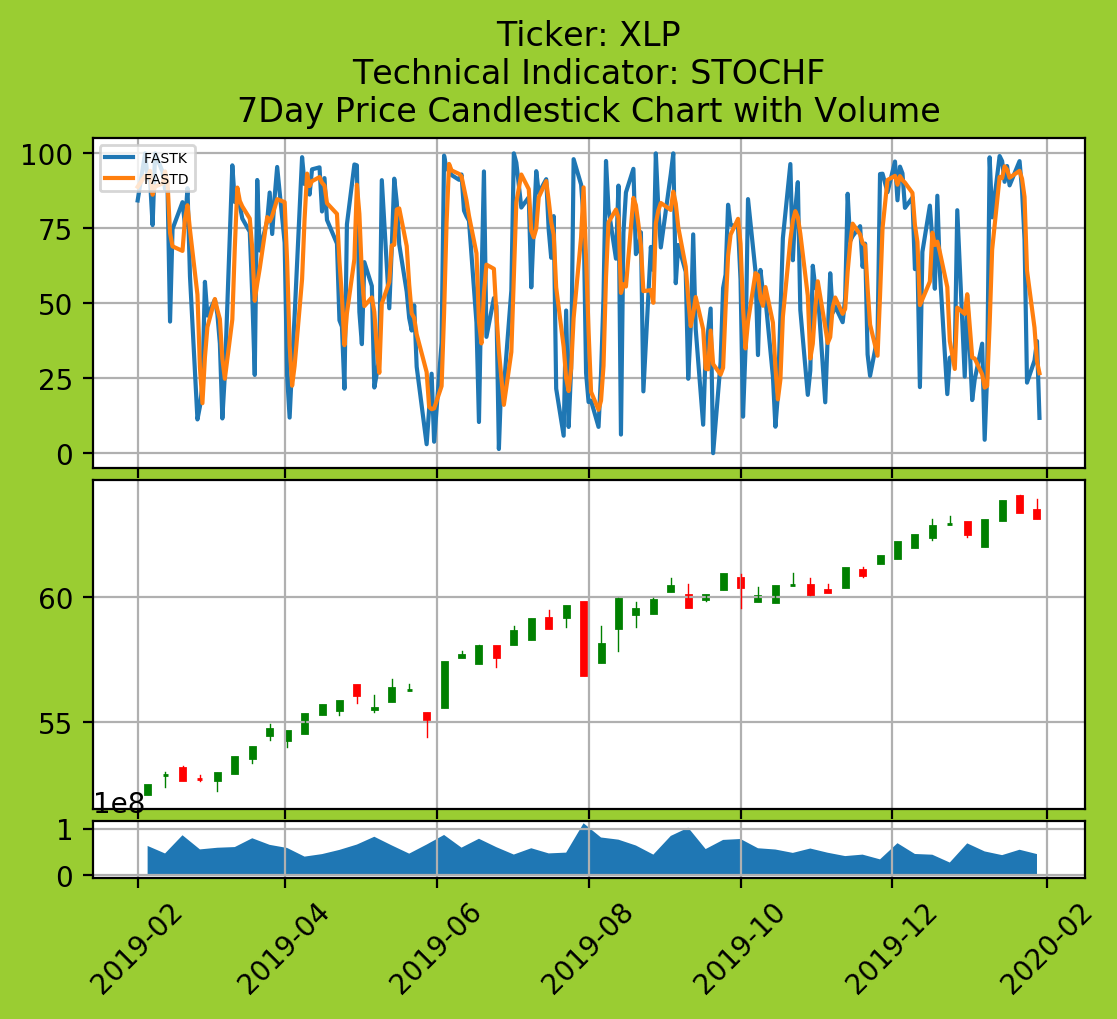 Ticker: XLP
Technical Indicator: STOCHF
7Day Price Candlestick Chart with Volume
100
75
50
25
0
FASTK
FASTD
60
55
1e8
1
0
2019-02
2019-04
2019-06
2019-08
2019-10
2019-12
2020-02